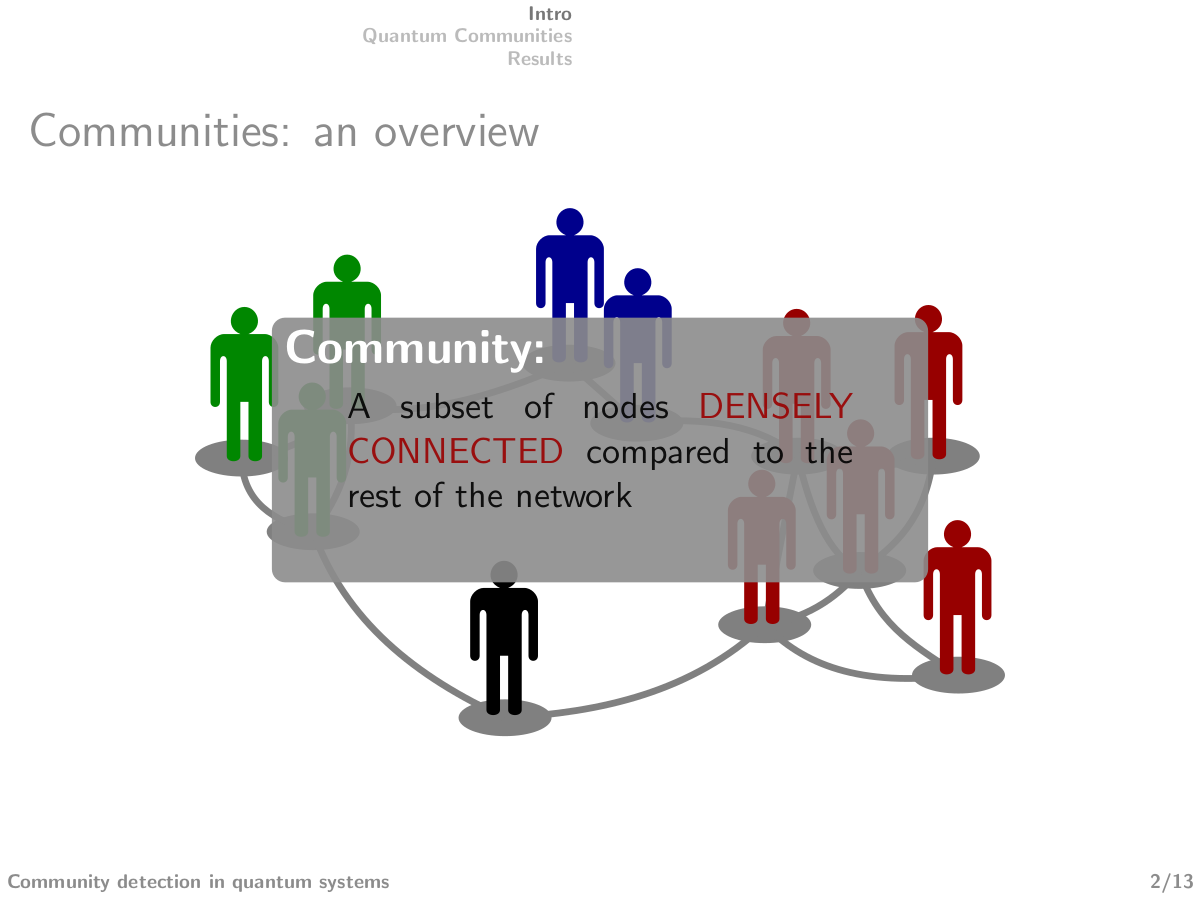 Intro
Quantum Communities
Results
Communities: an overview
Community:
A subset of nodes DENSELY
CONNECTED compared to the
rest of the network
Community detection in quantum systems
2/13